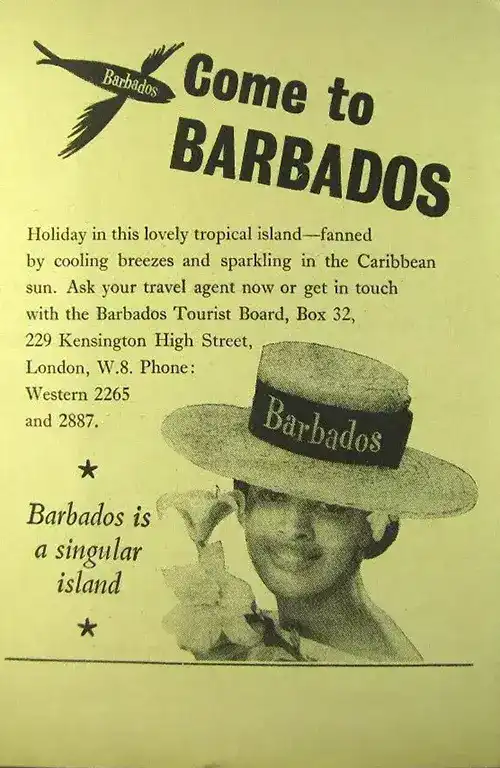 Barbados
Come to
BARBADOS
Holiday in this lovely tropical island—fanned
by cooling breezes and sparkling in the Caribbean
sun. Ask your travel agent now or get in touch
with the Barbados Tourist Board, Box 32,
229 Kensington High Street,
London, W.8. Phone:
Western 2265
and 2887.
Barbados
Barbados is
a singular
island